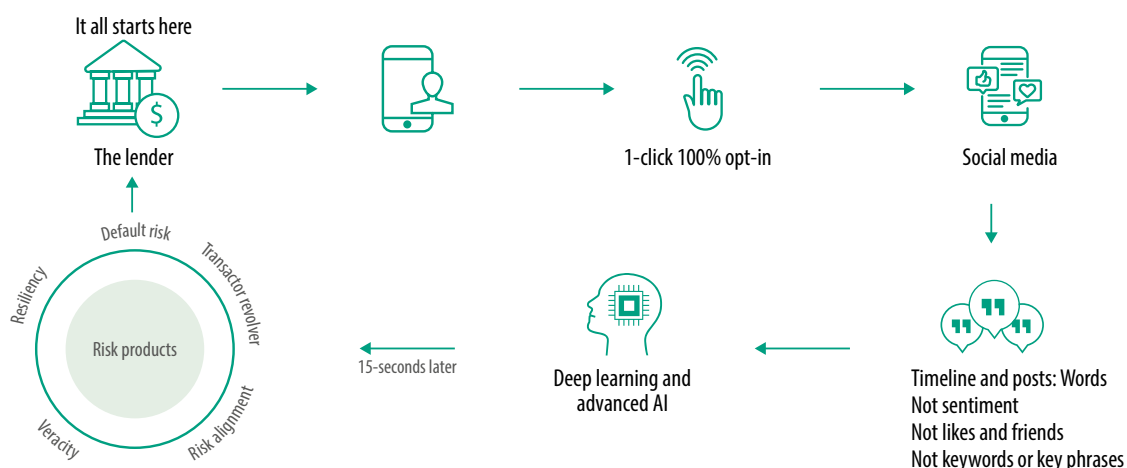 It all starts here
$
The lender
1-click 100% opt-in
Social media
Timeline and posts: Words
Not sentiment
Not likes and friends
Not keywords or key phrases
Deep learning and
advanced AI
15-seconds later
Default risk
Transactor revolver
Risk alignment
Veracity
Resiliency
Risk products